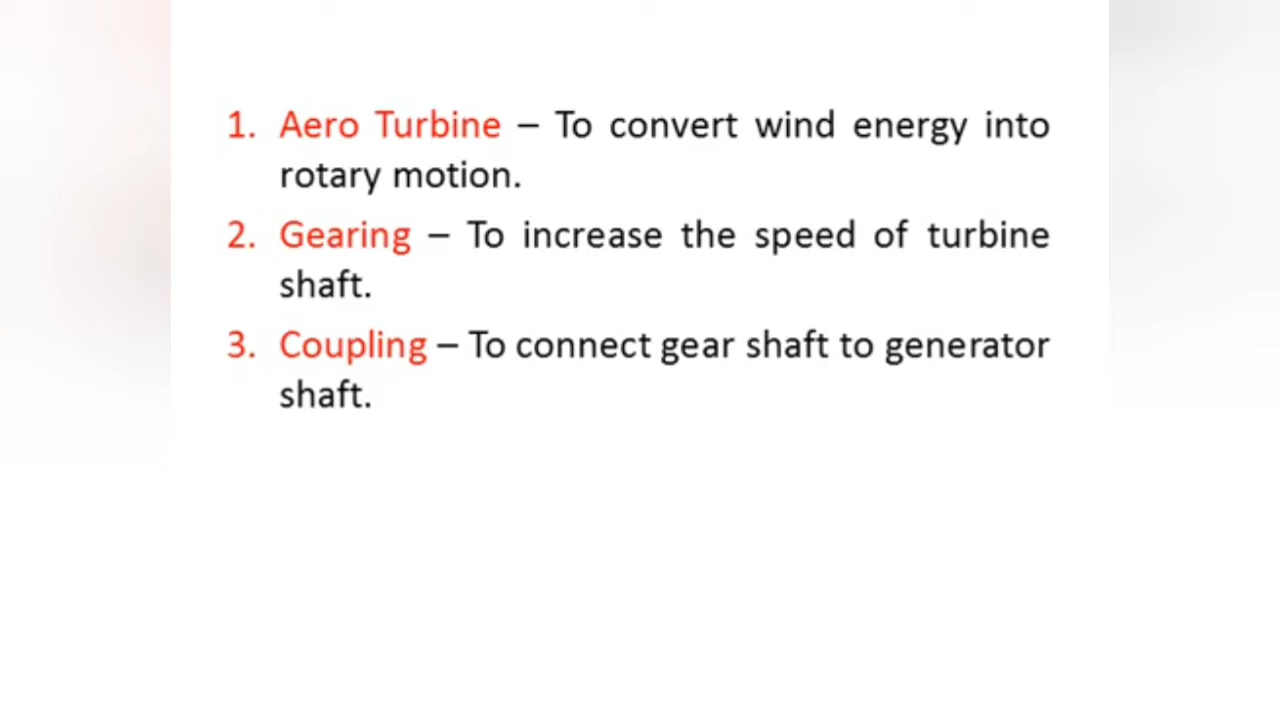 1. Aero Turbine – To convert wind energy into
rotary motion.
2. Gearing – To increase the speed of turbine
shaft.
3. Coupling – To connect gear shaft to generator
shaft.